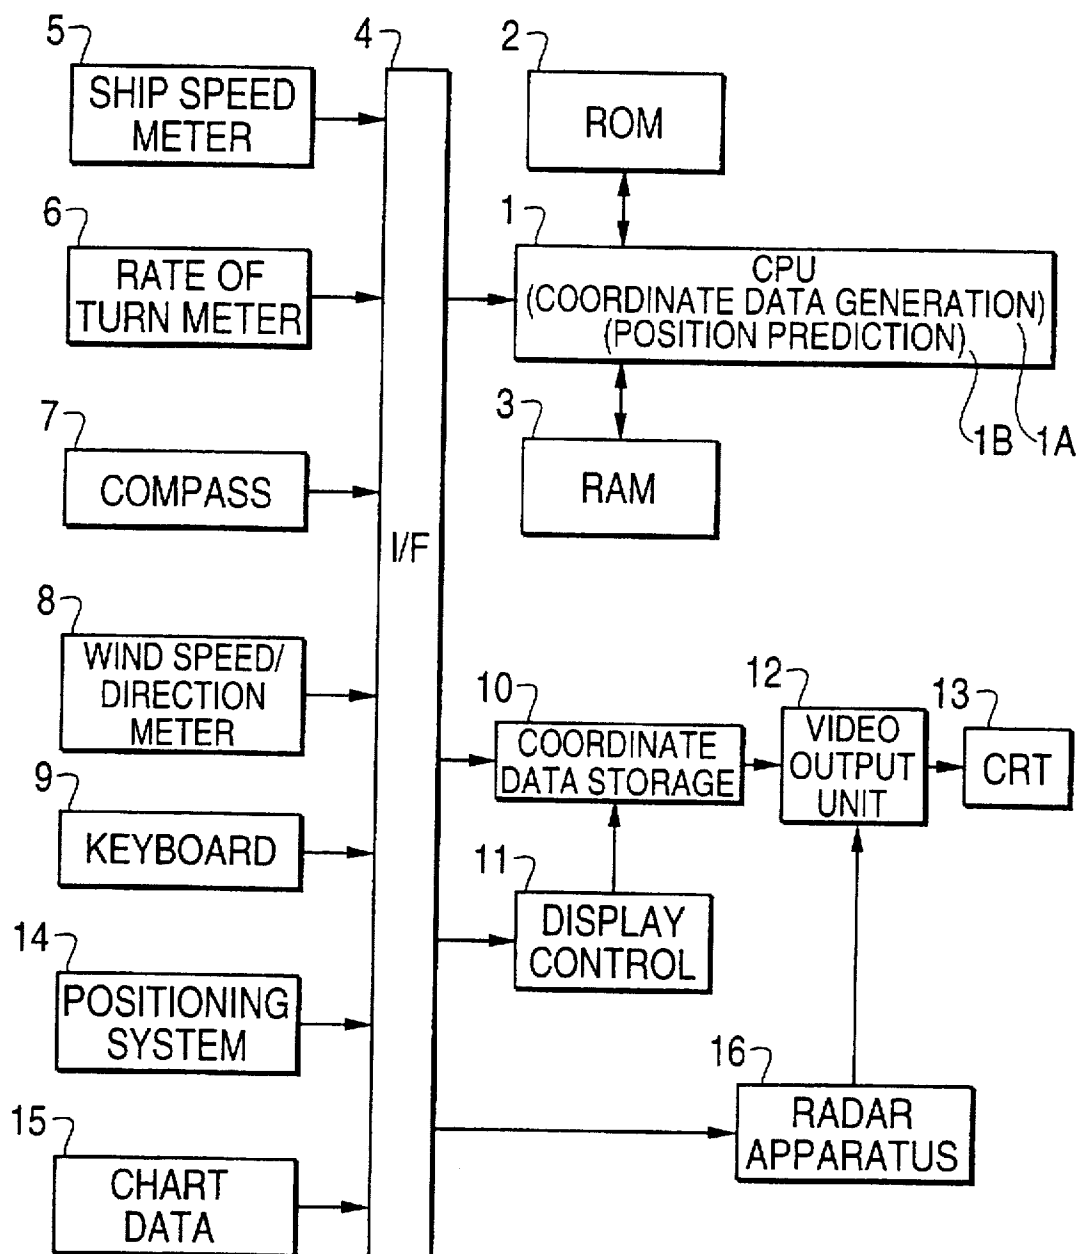 5
SHIP SPEED
METER
4
2
ROM
6
RATE OF
TURN METER
1
CPU
(COORDINATE DATA GENERATION)
(POSITION PREDICTION)
1B
1A
7
COMPASS
3
RAM
I/F
8
WIND SPEED/
DIRECTION
METER
10
COORDINATE
DATA STORAGE
12
VIDEO
OUTPUT
UNIT
13
CRT
9
KEYBOARD
11
DISPLAY
CONTROL
14
POSITIONING
SYSTEM
16
RADAR
APPARATUS
15
CHART
DATA